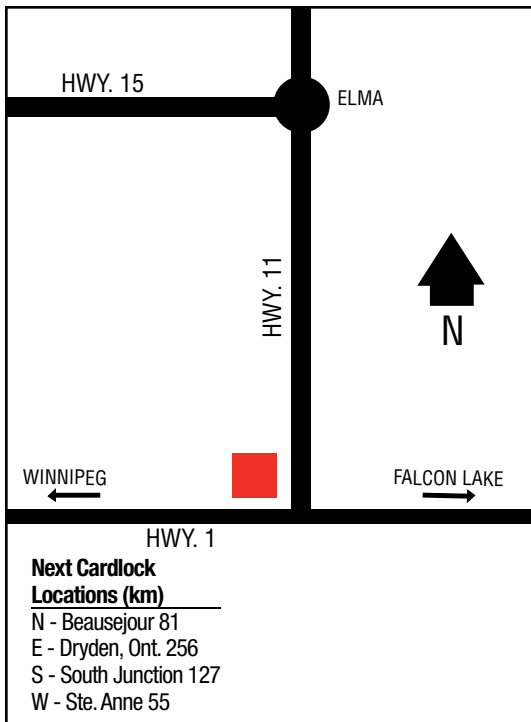 HWY. 15
ELMA
HWY. 11
N
WINNIPEG
FALCON LAKE
HWY. 1
Next Cardlock
Locations (km)
N - Beausejour 81
E - Dryden, Ont. 256
S - South Junction 127
W - Ste. Anne 55